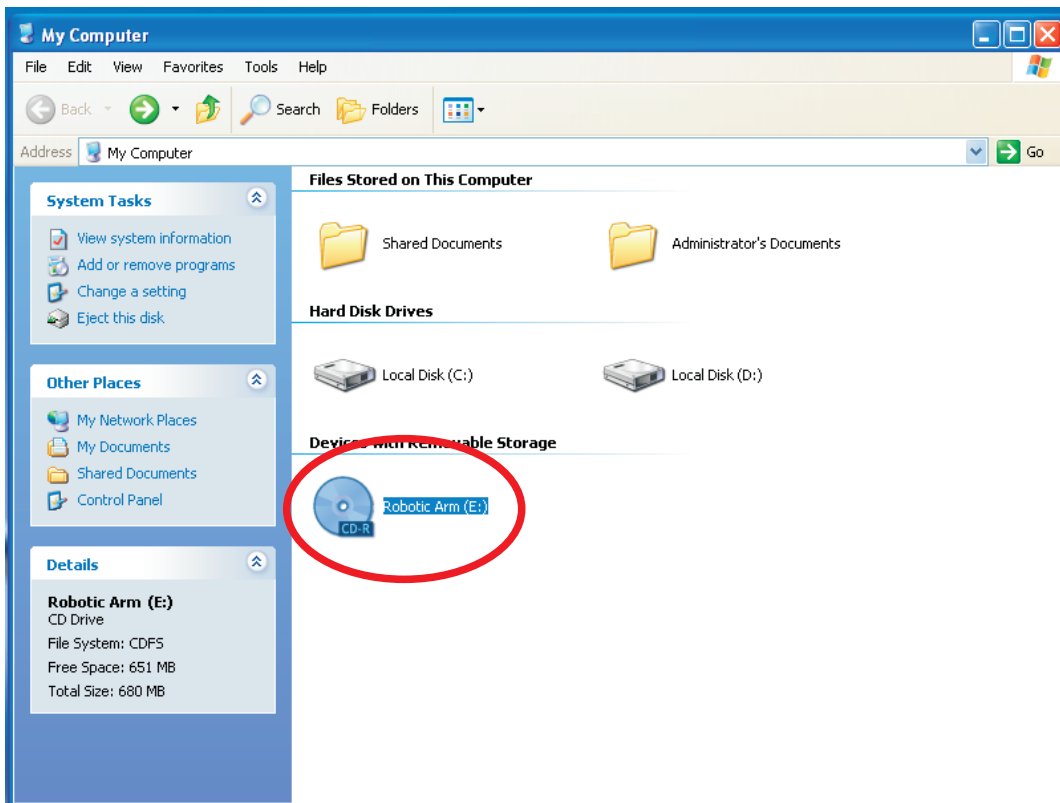 My Computer
File Edit View Favorites Tools Help
Back Search Folders
Address My Computer Go
System Tasks
View system information
Add or remove programs
Change a setting
Eject this disk
Other Places
My Network Places
My Documents
Shared Documents
Control Panel
Details
Robotic Arm (E:)
CD Drive
File System: CDFS
Free Space: 651 MB
Total Size: 680 MB
Files Stored on This Computer
Shared Documents Administrator's Documents
Hard Disk Drives
Local Disk (C:) Local Disk (D:)
Devices with Removable Storage
Robotic Arm (E:)
CD-R